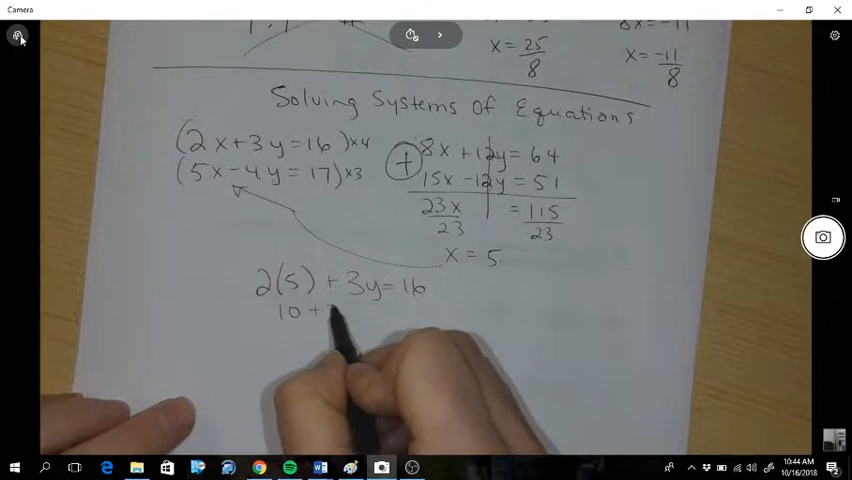 Camera
x = 25/8
8x = -11
x = -11/8
Solving Systems Of Equations
(2x+3y=16)x4
(5x-4y=17)x3
+ 8x +12y= 64
15x -12y = 51
23x/23 = 115/23
x = 5
2(5) + 3y= 16
10 +
10:44 AM
10/16/2018